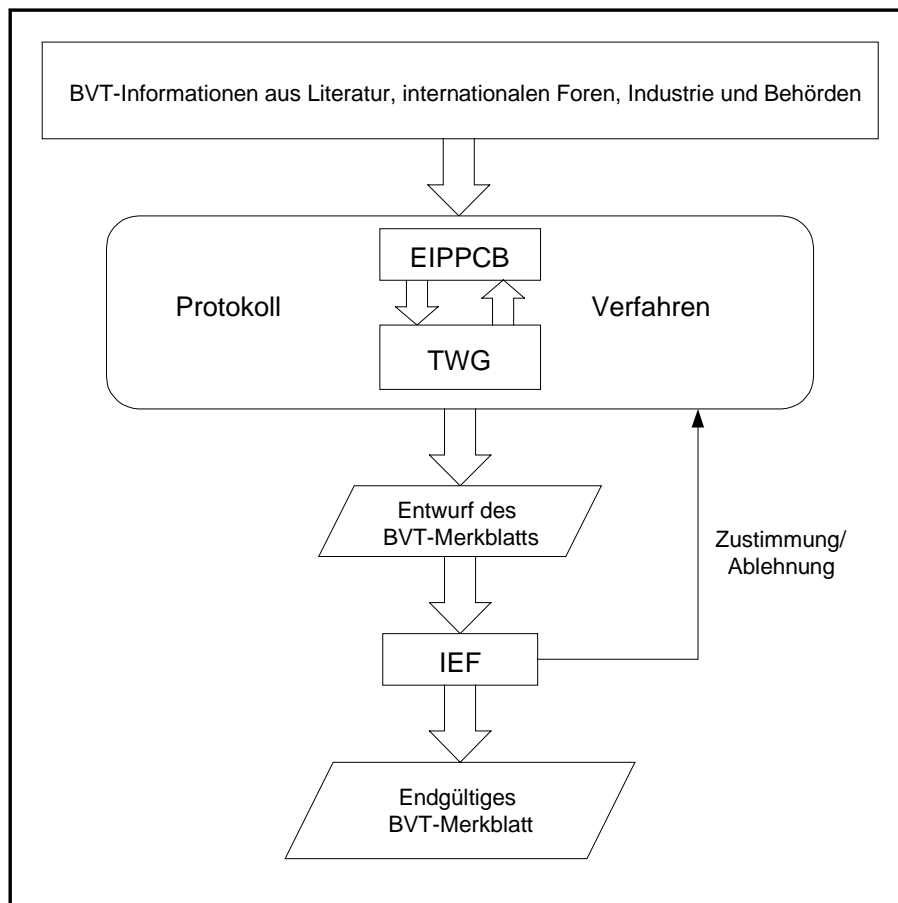 BVT-Informationen aus Literatur, internationalen Foren, Industrie und Behörden
EIPPCB
Protokoll
Verfahren
TWG
Entwurf des
BVT-Merkblatts
Zustimmung/
Ablehnung
IEF
Endgültiges
BVT-Merkblatt